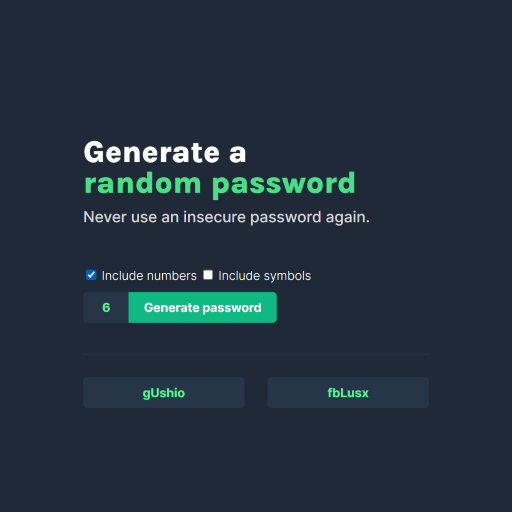 Generate a
random password
Never use an insecure password again.
Include numbers Include symbols
6 Generate password
gUshio fbLusx